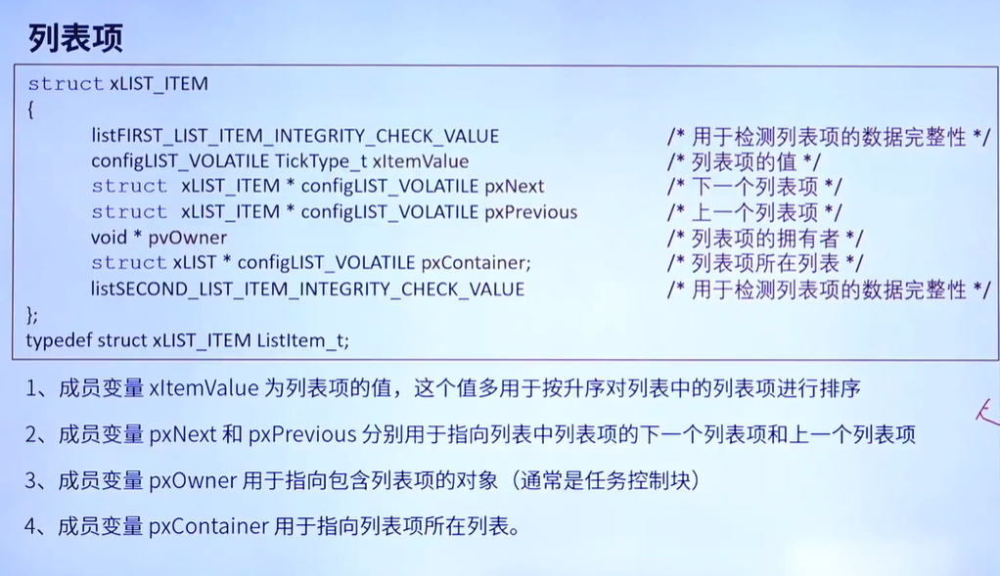 列表项
struct xLIST_ITEM
{
listFIRST_LIST_ITEM_INTEGRITY_CHECK_VALUE /* 用于检测列表项的数据完整性 */
configLIST_VOLATILE TickType_t xItemValue /* 列表项的值 */
struct xLIST_ITEM * configLIST_VOLATILE pxNext /* 下一个列表项 */
struct xLIST_ITEM * configLIST_VOLATILE pxPrevious /* 上一个列表项 */
void * pvOwner /* 列表项的拥有者 */
struct xLIST * configLIST_VOLATILE pxContainer; /* 列表项所在列表 */
listSECOND_LIST_ITEM_INTEGRITY_CHECK_VALUE /* 用于检测列表项的数据完整性 */
};
typedef struct xLIST_ITEM ListItem_t;
1、成员变量 xItemValue 为列表项的值，这个值多用于按升序对列表中的列表项进行排序
2、成员变量 pxNext 和 pxPrevious 分别用于指向列表中列表项的下一个列表项和上一个列表项
3、成员变量 pxOwner 用于指向包含列表项的对象（通常是任务控制块）
4、成员变量 pxContainer 用于指向列表项所在列表。